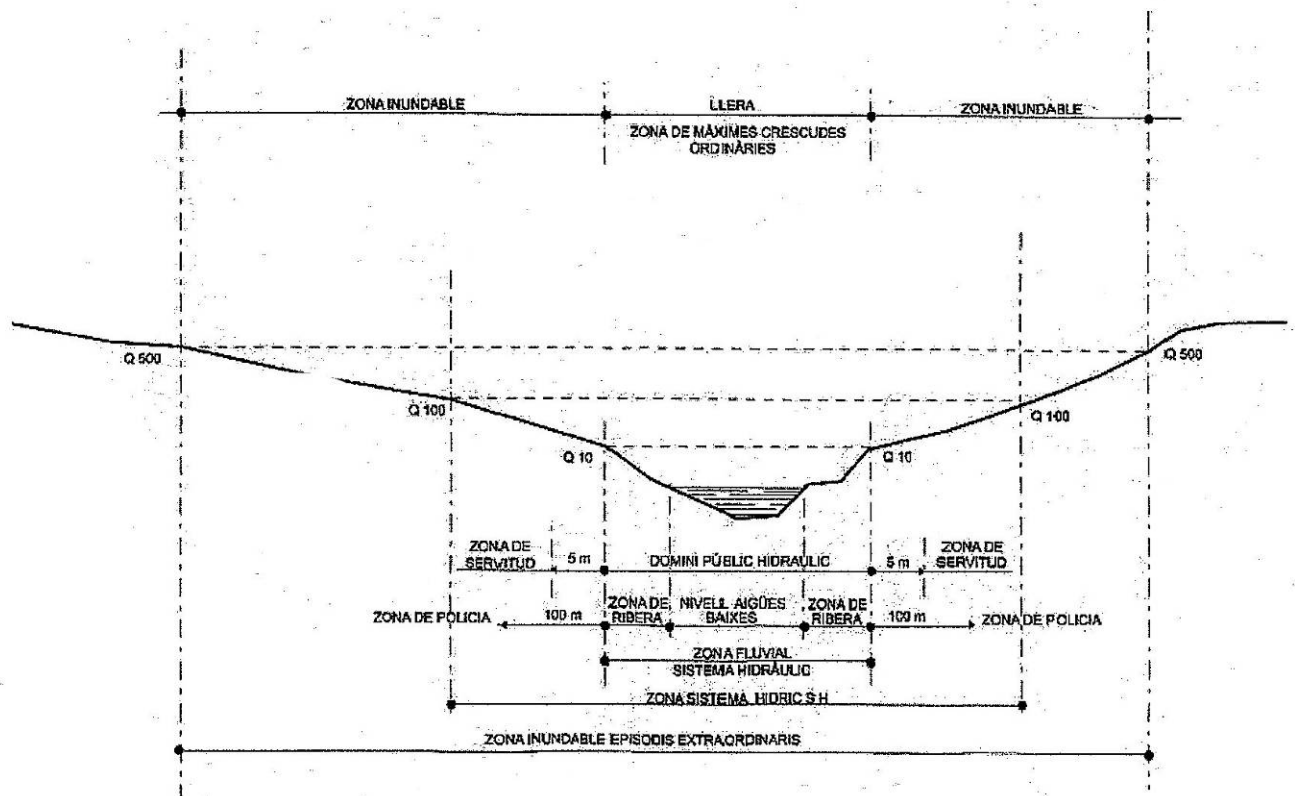 ZONA INUNDABLE
LLERA
ZONA INUNDABLE
ZONA DE MÀXIMES CRESCUDES
ORDINÀRIES
Q 500
Q 500
Q 100
Q 100
Q 10
Q 10
ZONA DE
SERVITUD
5 m
DOMINI PÚBLIC HIDRAULIC
5 m
ZONA DE
SERVITUD
ZONA DE POLICIA
100 m
ZONA DE
RIBERA
NIVELL AIGÜES
BAIXES
ZONA DE
RIBERA
100 m
ZONA DE POLICIA
ZONA FLUVIAL
SISTEMA HIDRÀULIC
ZONA SISTEMA HIDRIC S H
ZONA INUNDABLE EPISODIS EXTRAORDINARIS